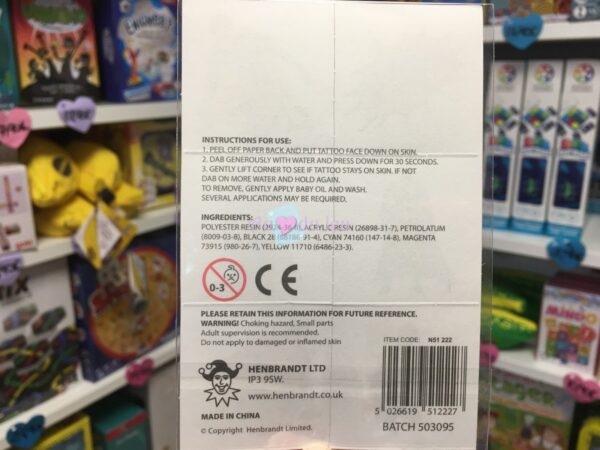 INSTRUCTIONS FOR USE:
1. PEEL OFF PAPER BACK AND PUT TATTOO FACE DOWN ON SKIN.
2. DAB GENEROUSLY WITH WATER AND PRESS DOWN FOR 30 SECONDS.
3. GENTLY LIFT CORNER TO SEE IF TATTOO STAYS ON SKIN. IF NOT
DAB ON MORE WATER AND HOLD AGAIN.
TO REMOVE, GENTLY APPLY BABY OIL AND WASH.
SEVERAL APPLICATIONS MAY BE REQUIRED.
INGREDIENTS:
POLYESTER RESIN ACRYLIC RESIN (26898-31-7), PETROLATUM
(8009-03-8), BLACK CYAN 74160 (147-14-8), MAGENTA
73915 (980-26-7), YELLOW 11710 (6486-23-3).
0-3
CE
PLEASE RETAIN THIS INFORMATION FOR FUTURE REFERENCE.
WARNING! Choking hazard, Small parts
Adult supervision is recommended.
Do not apply to damaged or inflamed skin
HENBRANDT LTD
IP3 9SW.
www.henbrandt.co.uk
MADE IN CHINA
© Copyright Henbrandt Limited.
ITEM CODE: N51 222
5 026619 512227
BATCH 503095